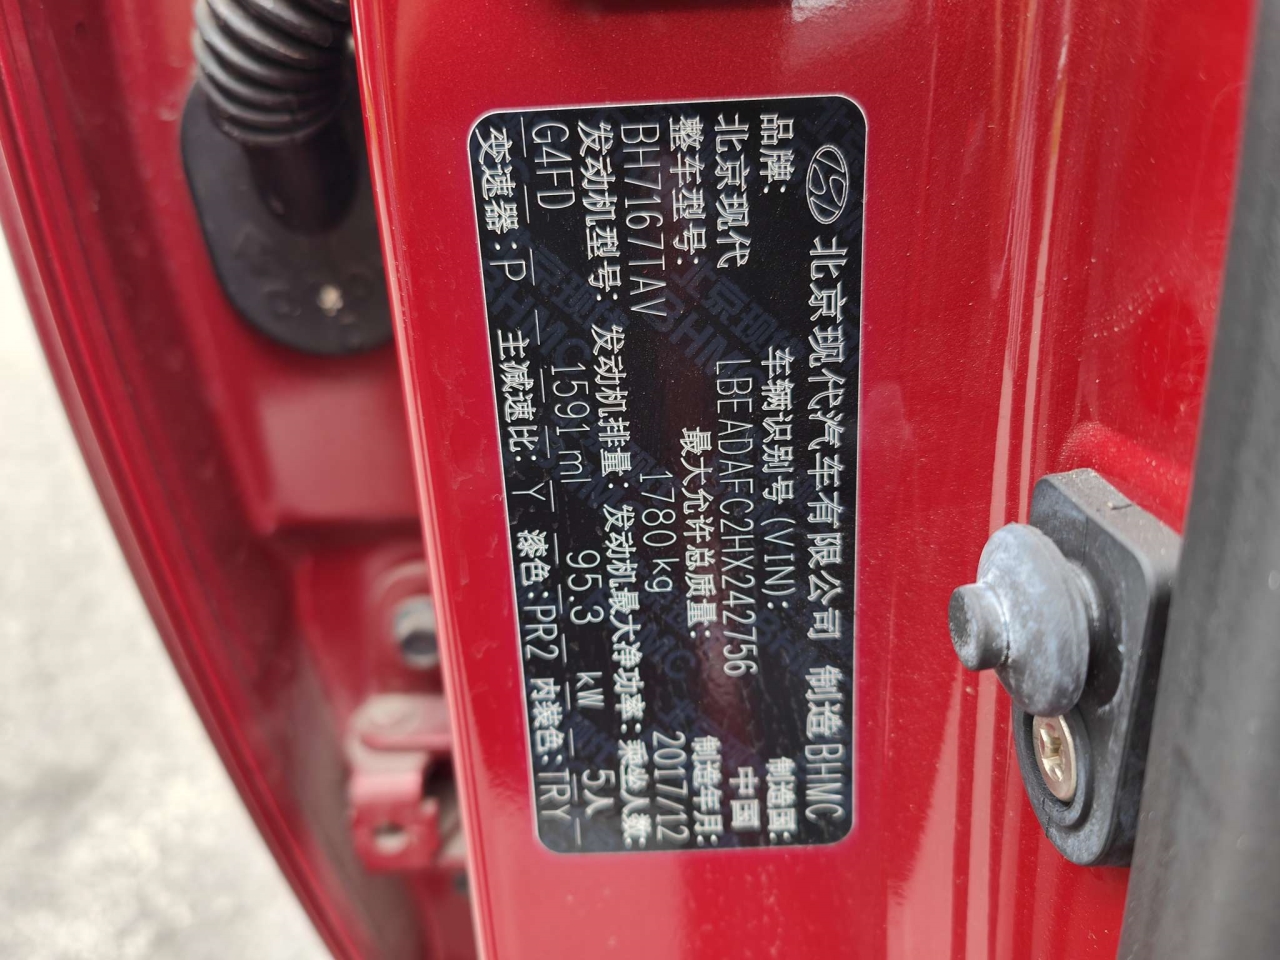 北京现代汽车有限公司 制造 BHMC
品牌: 车辆识别号(VIN): 制造国:
北京现代 LBEADAFC2HX242756 中国
整车型号: 最大允许总质量: 制造年月:
BH7167TAV 1780kg 2017/12
发动机型号: 发动机排量: 发动机最大净功率: 乘坐人数:
G4FD 1591ml 95.3 kW 5人
变速器:P 主减速比: Y 漆色:PR2 内装色:TRY